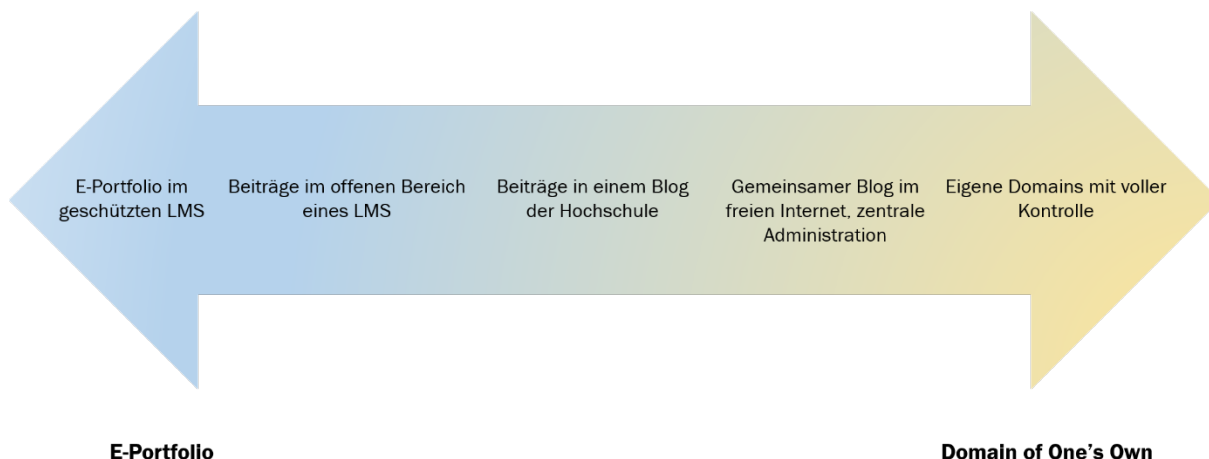 E-Portfolio im
geschützten LMS
Beiträge im offenen Bereich
eines LMS
Beiträge in einem Blog
der Hochschule
Gemeinsamer Blog im
freien Internet, zentrale
Administration
Eigene Domains mit voller
Kontrolle
E-Portfolio
Domain of One’s Own